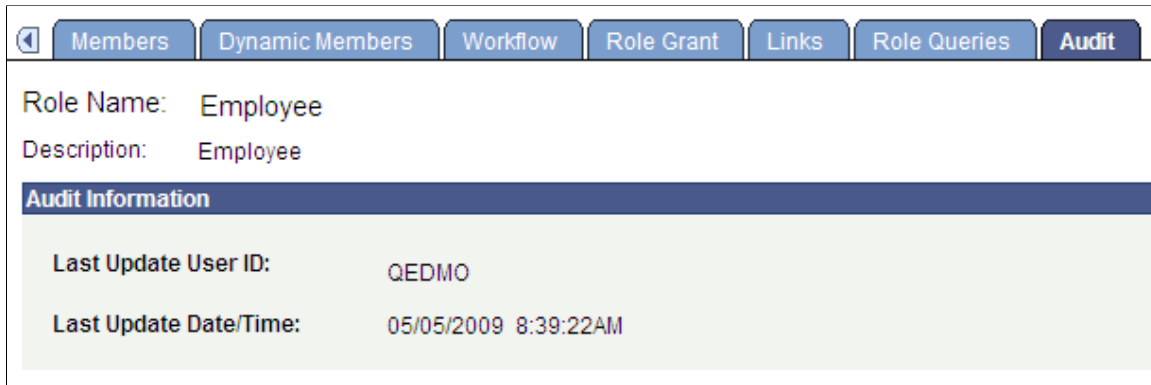 Members Dynamic Members Workflow Role Grant Links Role Queries Audit
Role Name: Employee
Description: Employee
Audit Information
Last Update User ID: QEDMO
Last Update Date/Time: 05/05/2009 8:39:22AM